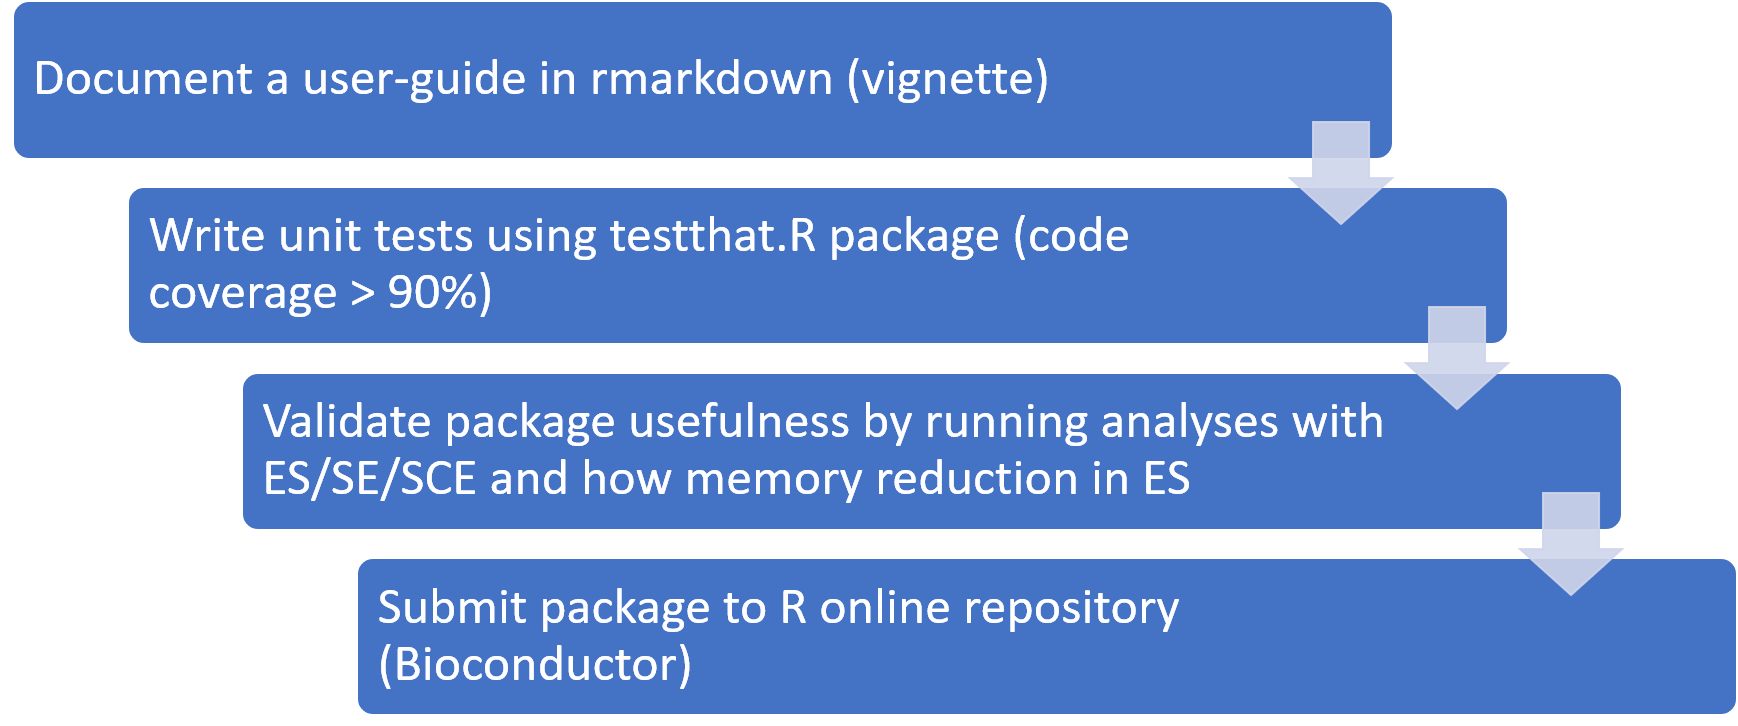 Document a user-guide in rmarkdown (vignette)
Write unit tests using testthat.R package (code
coverage > 90%)
Validate package usefulness by running analyses with
ES/SE/SCE and how memory reduction in ES
Submit package to R online repository
(Bioconductor)